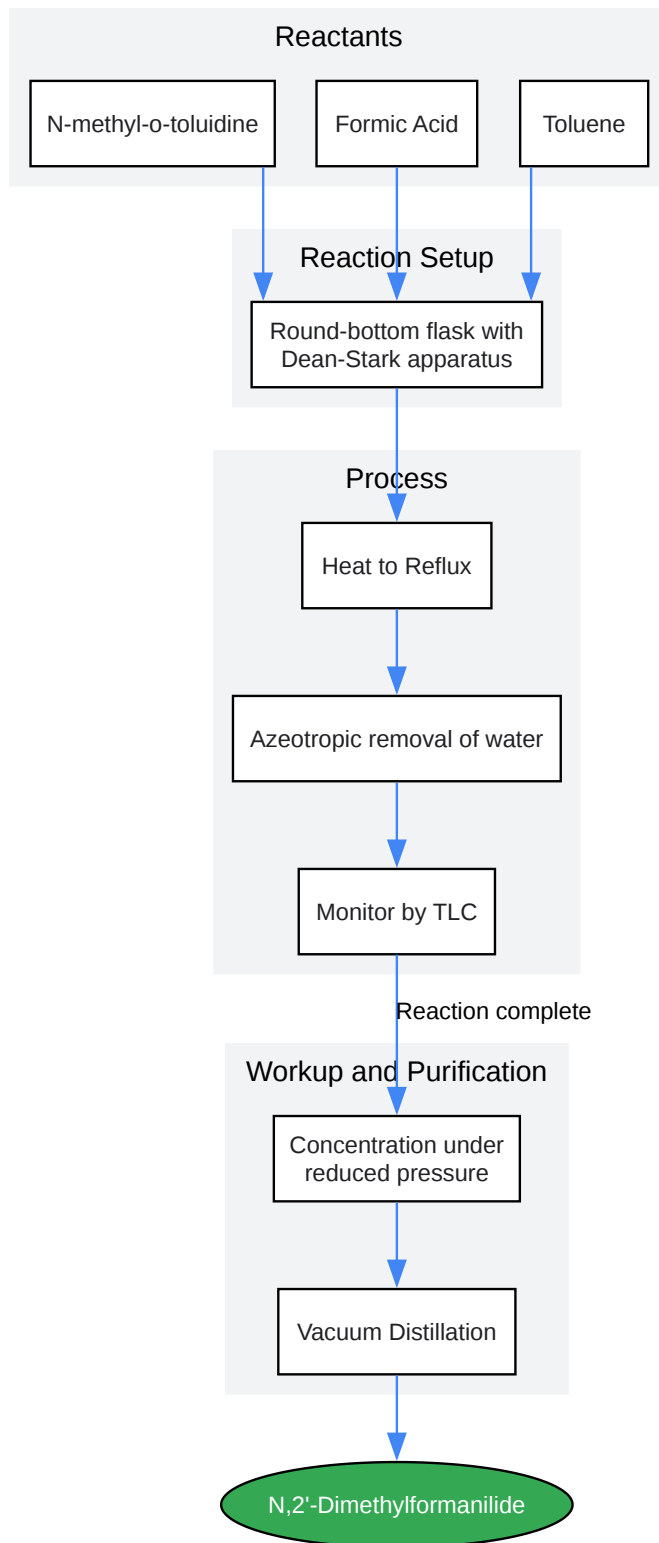 Reactants
N-methyl-o-toluidine
Formic Acid
Toluene
Reaction Setup
Round-bottom flask with
Dean-Stark apparatus
Process
Heat to Reflux
Azeotropic removal of water
Monitor by TLC
Reaction complete
Workup and Purification
Concentration under
reduced pressure
Vacuum Distillation
N,2'-Dimethylformanilide